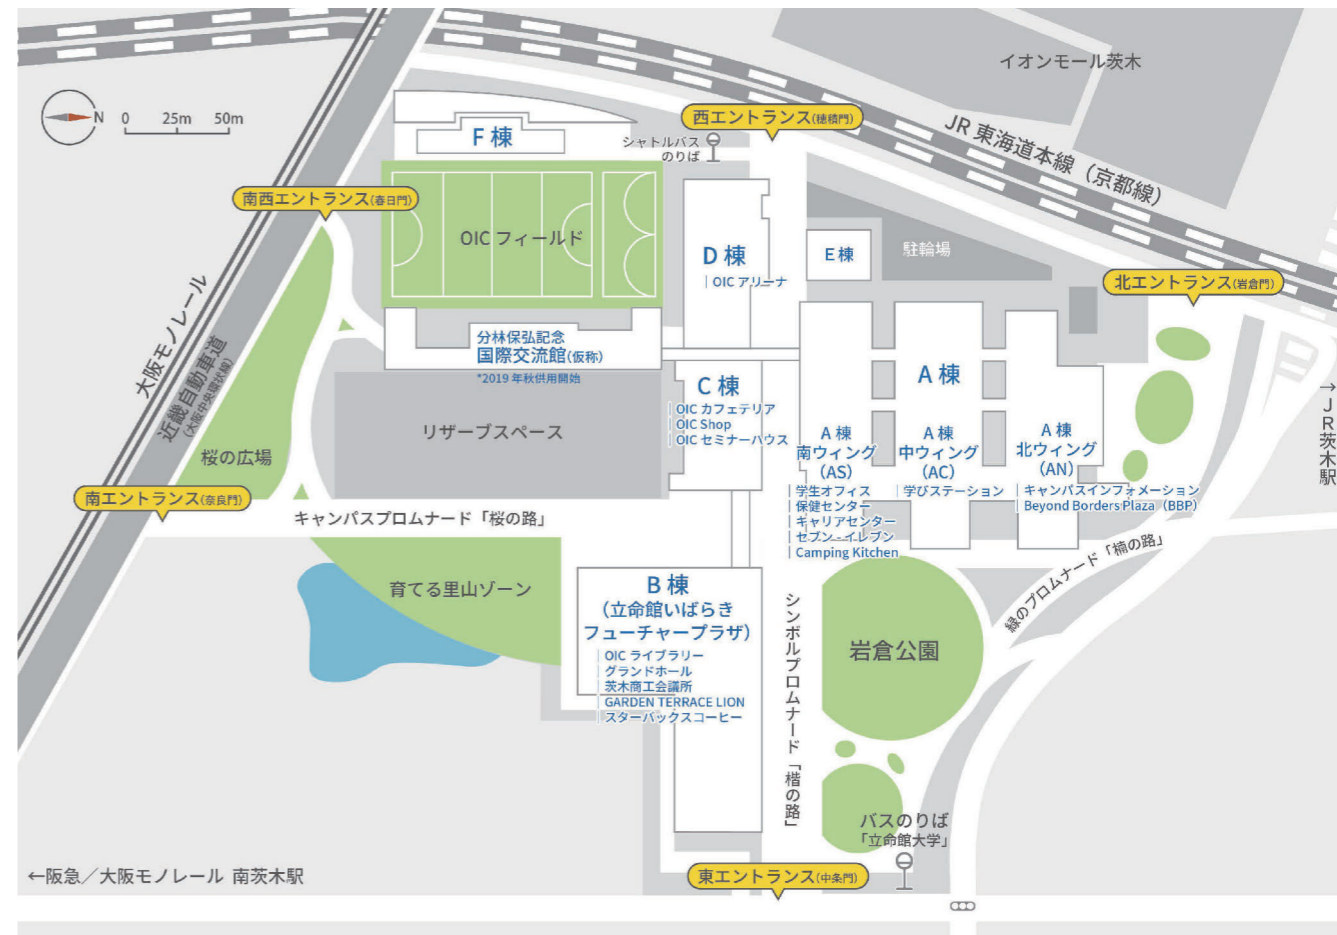 イオンモール茨木
N
0 25m 50m
西エントランス(穂積門)
JR 東海道本線（京都線）
F 棟
シャトルバス
のりば
南西エントランス(春日門)
OIC フィールド
D 棟
OIC アリーナ
E 棟
駐輪場
北エントランス(岩倉門)
大阪モノレール
近畿自動車道
(大阪中央環状線)
分林保弘記念
国際交流館(仮称)
*2019 年秋供用開始
C 棟
OIC カフェテリア
OIC Shop
OIC セミナーハウス
A 棟
A 棟
南ウィング
（AS）
学生オフィス
保健センター
キャリアセンター
セブン - イレブン
Camping Kitchen
A 棟
中ウィング
（AC）
学びステーション
A 棟
北ウィング
（AN）
キャンパスインフォメーション
Beyond Borders Plaza（BBP）
→JR茨木駅
リザーブスペース
桜の広場
南エントランス(奈良門)
キャンパスプロムナード「桜の路」
育てる里山ゾーン
B 棟
（立命館いばらき
フューチャープラザ）
OIC ライブラリー
グランドホール
茨木商工会議所
GARDEN TERRACE LION
スターバックスコーヒー
シンボルプロムナード「楷の路」
岩倉公園
緑のプロムナード「楠の路」
バスのりば
「立命館大学」
東エントランス(中条門)
←阪急／大阪モノレール 南茨木駅